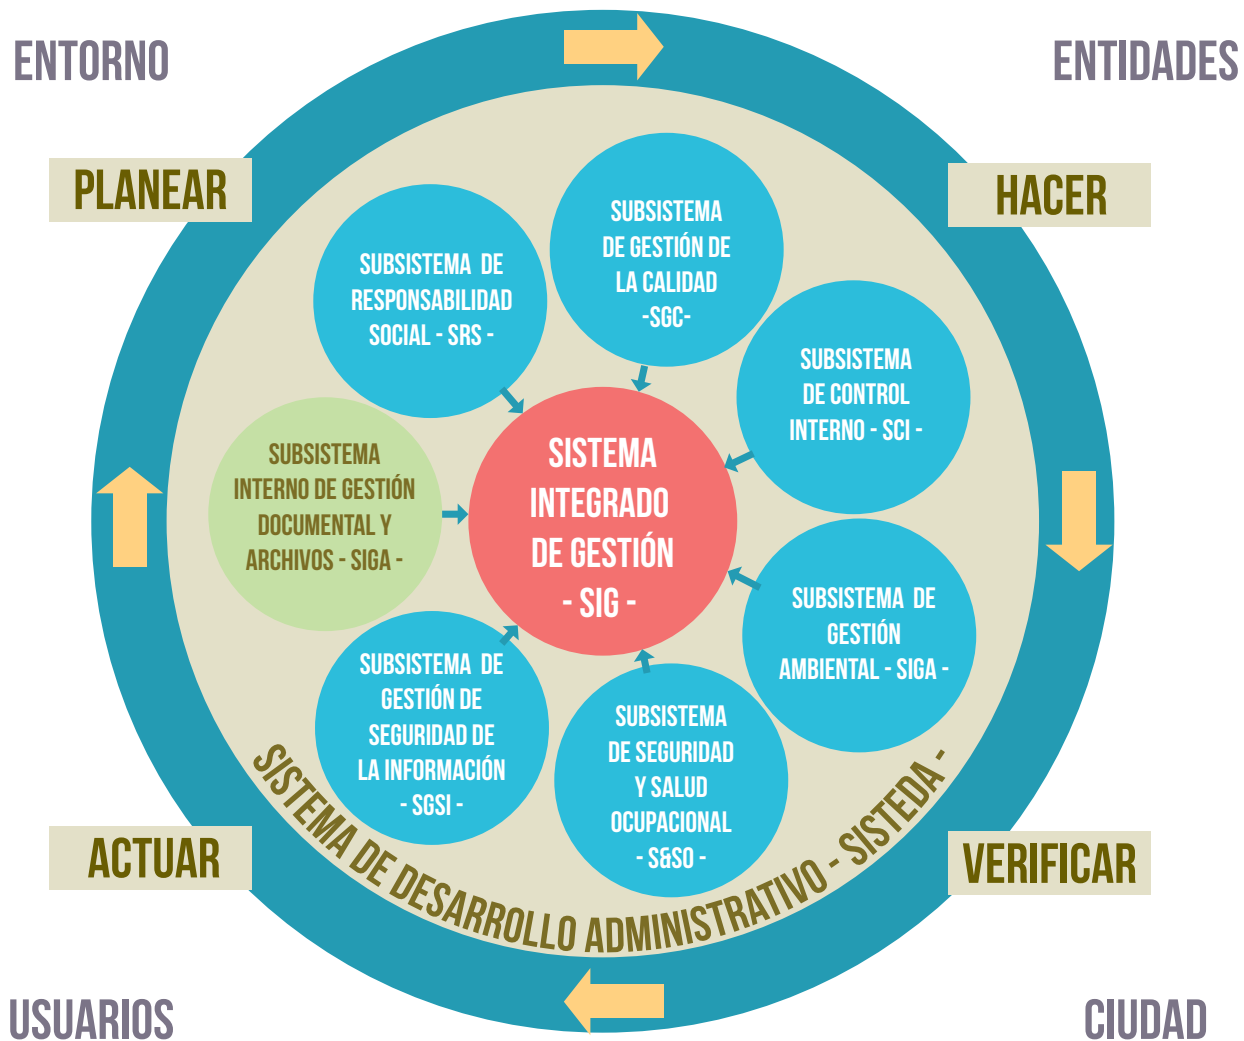 ENTORNO
ENTIDADES
PLANEAR
HACER
SUBSISTEMA DE
RESPONSABILIDAD
SOCIAL - SRS -
SUBSISTEMA
DE GESTIÓN DE
LA CALIDAD
-SGC-
SUBSISTEMA
DE CONTROL
INTERNO - SCI -
SUBSISTEMA
INTERNO DE GESTIÓN
DOCUMENTAL Y
ARCHIVOS - SIGA -
SISTEMA
INTEGRADO
DE GESTIÓN
- SIG -
SUBSISTEMA DE
GESTIÓN
AMBIENTAL - SIGA -
SUBSISTEMA DE
GESTIÓN DE
SEGURIDAD DE
LA INFORMACIÓN
- SGSI -
SUBSISTEMA
DE SEGURIDAD
Y SALUD
OCUPACIONAL
- S&SO -
SISTEMA DE DESARROLLO ADMINISTRATIVO - SISTEDA -
ACTUAR
VERIFICAR
USUARIOS
CIUDAD